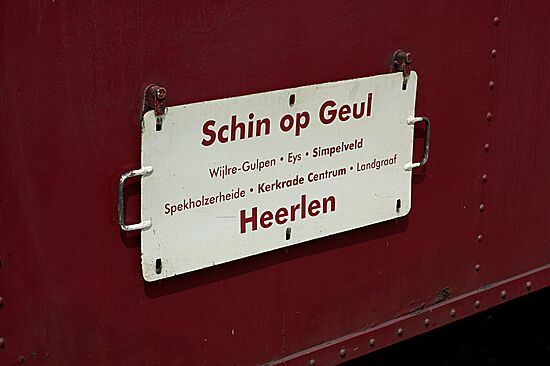 Schin op Geul
Wijlre-Gulpen • Eys • Simpelveld
Spekholzerheide • Kerkrade Centrum • Landgraaf
Heerlen